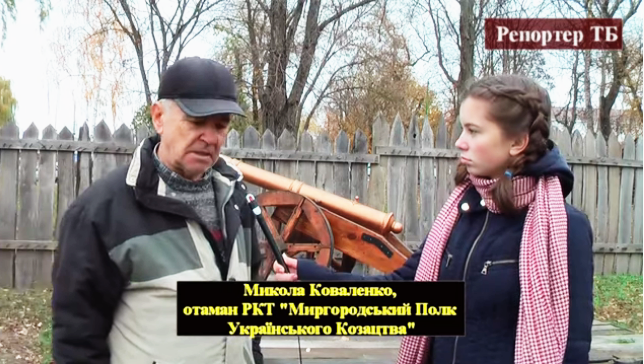 Репортер ТБ
Микола Коваленко,
отаман РКТ "Миргородський Полк
Українського Козацтва"